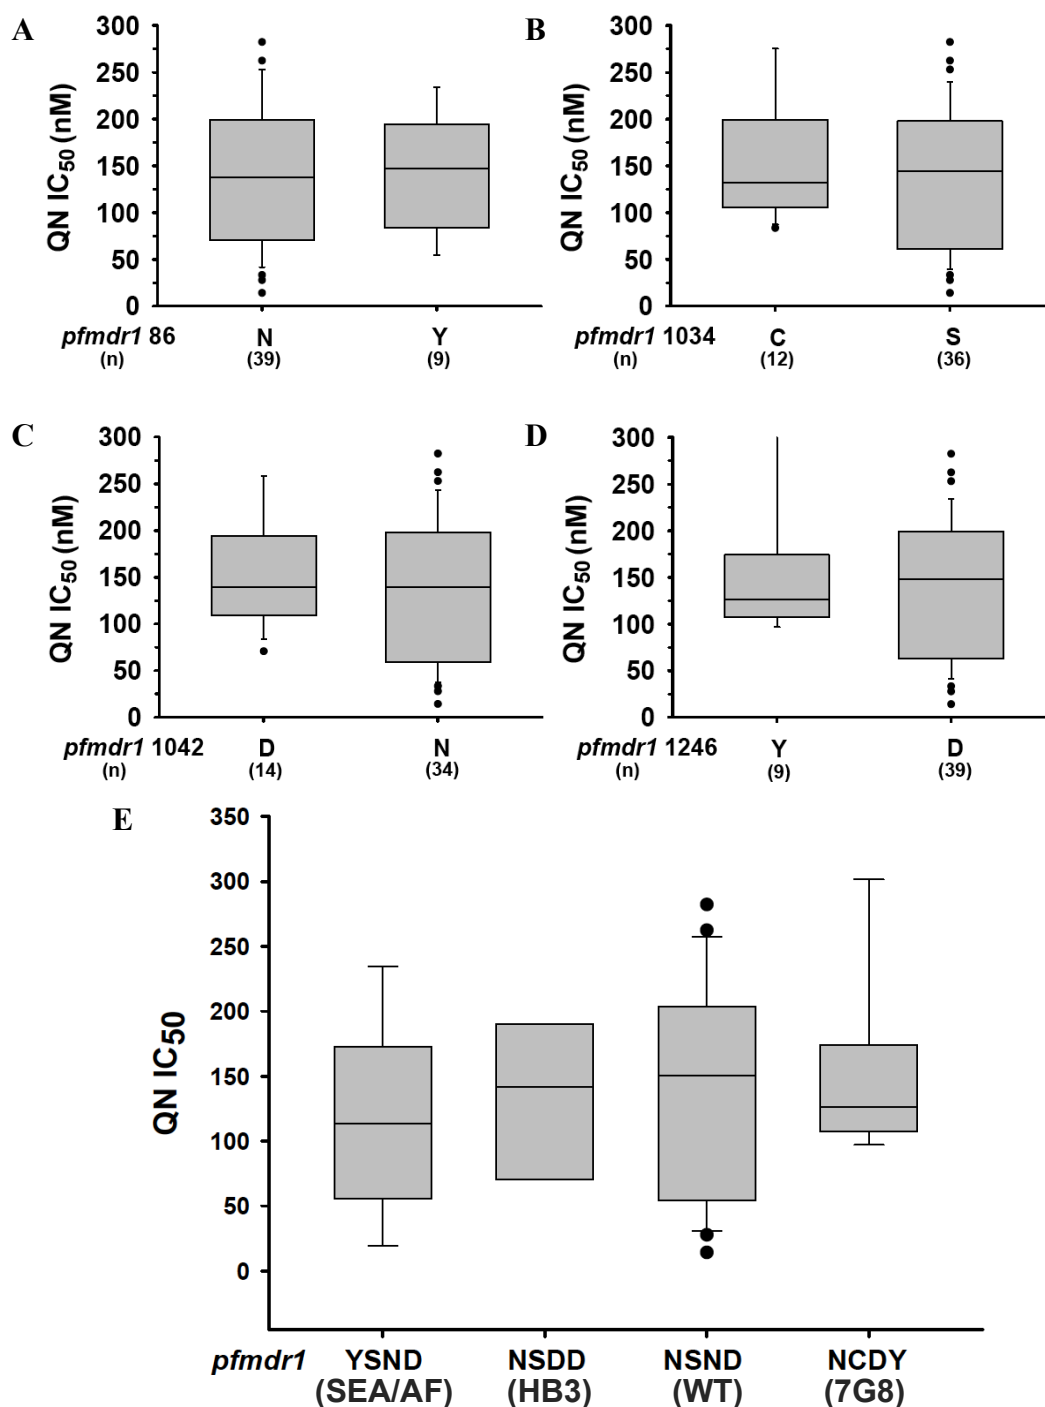 A
QN IC50 (nM)
300
250
200
150
100
50
0
pfmdr1 86 N Y
(n) (39) (9)
B
QN IC50 (nM)
300
250
200
150
100
50
0
pfmdr1 1034 C S
(n) (12) (36)
C
QN IC50 (nM)
300
250
200
150
100
50
0
pfmdr1 1042 D N
(n) (14) (34)
D
QN IC50 (nM)
300
250
200
150
100
50
0
pfmdr1 1246 Y D
(n) (9) (39)
E
QN IC50
350
300
250
200
150
100
50
0
pfmdr1 YSND NSDD NSND NCDY
(SEA/AF) (HB3) (WT) (7G8)